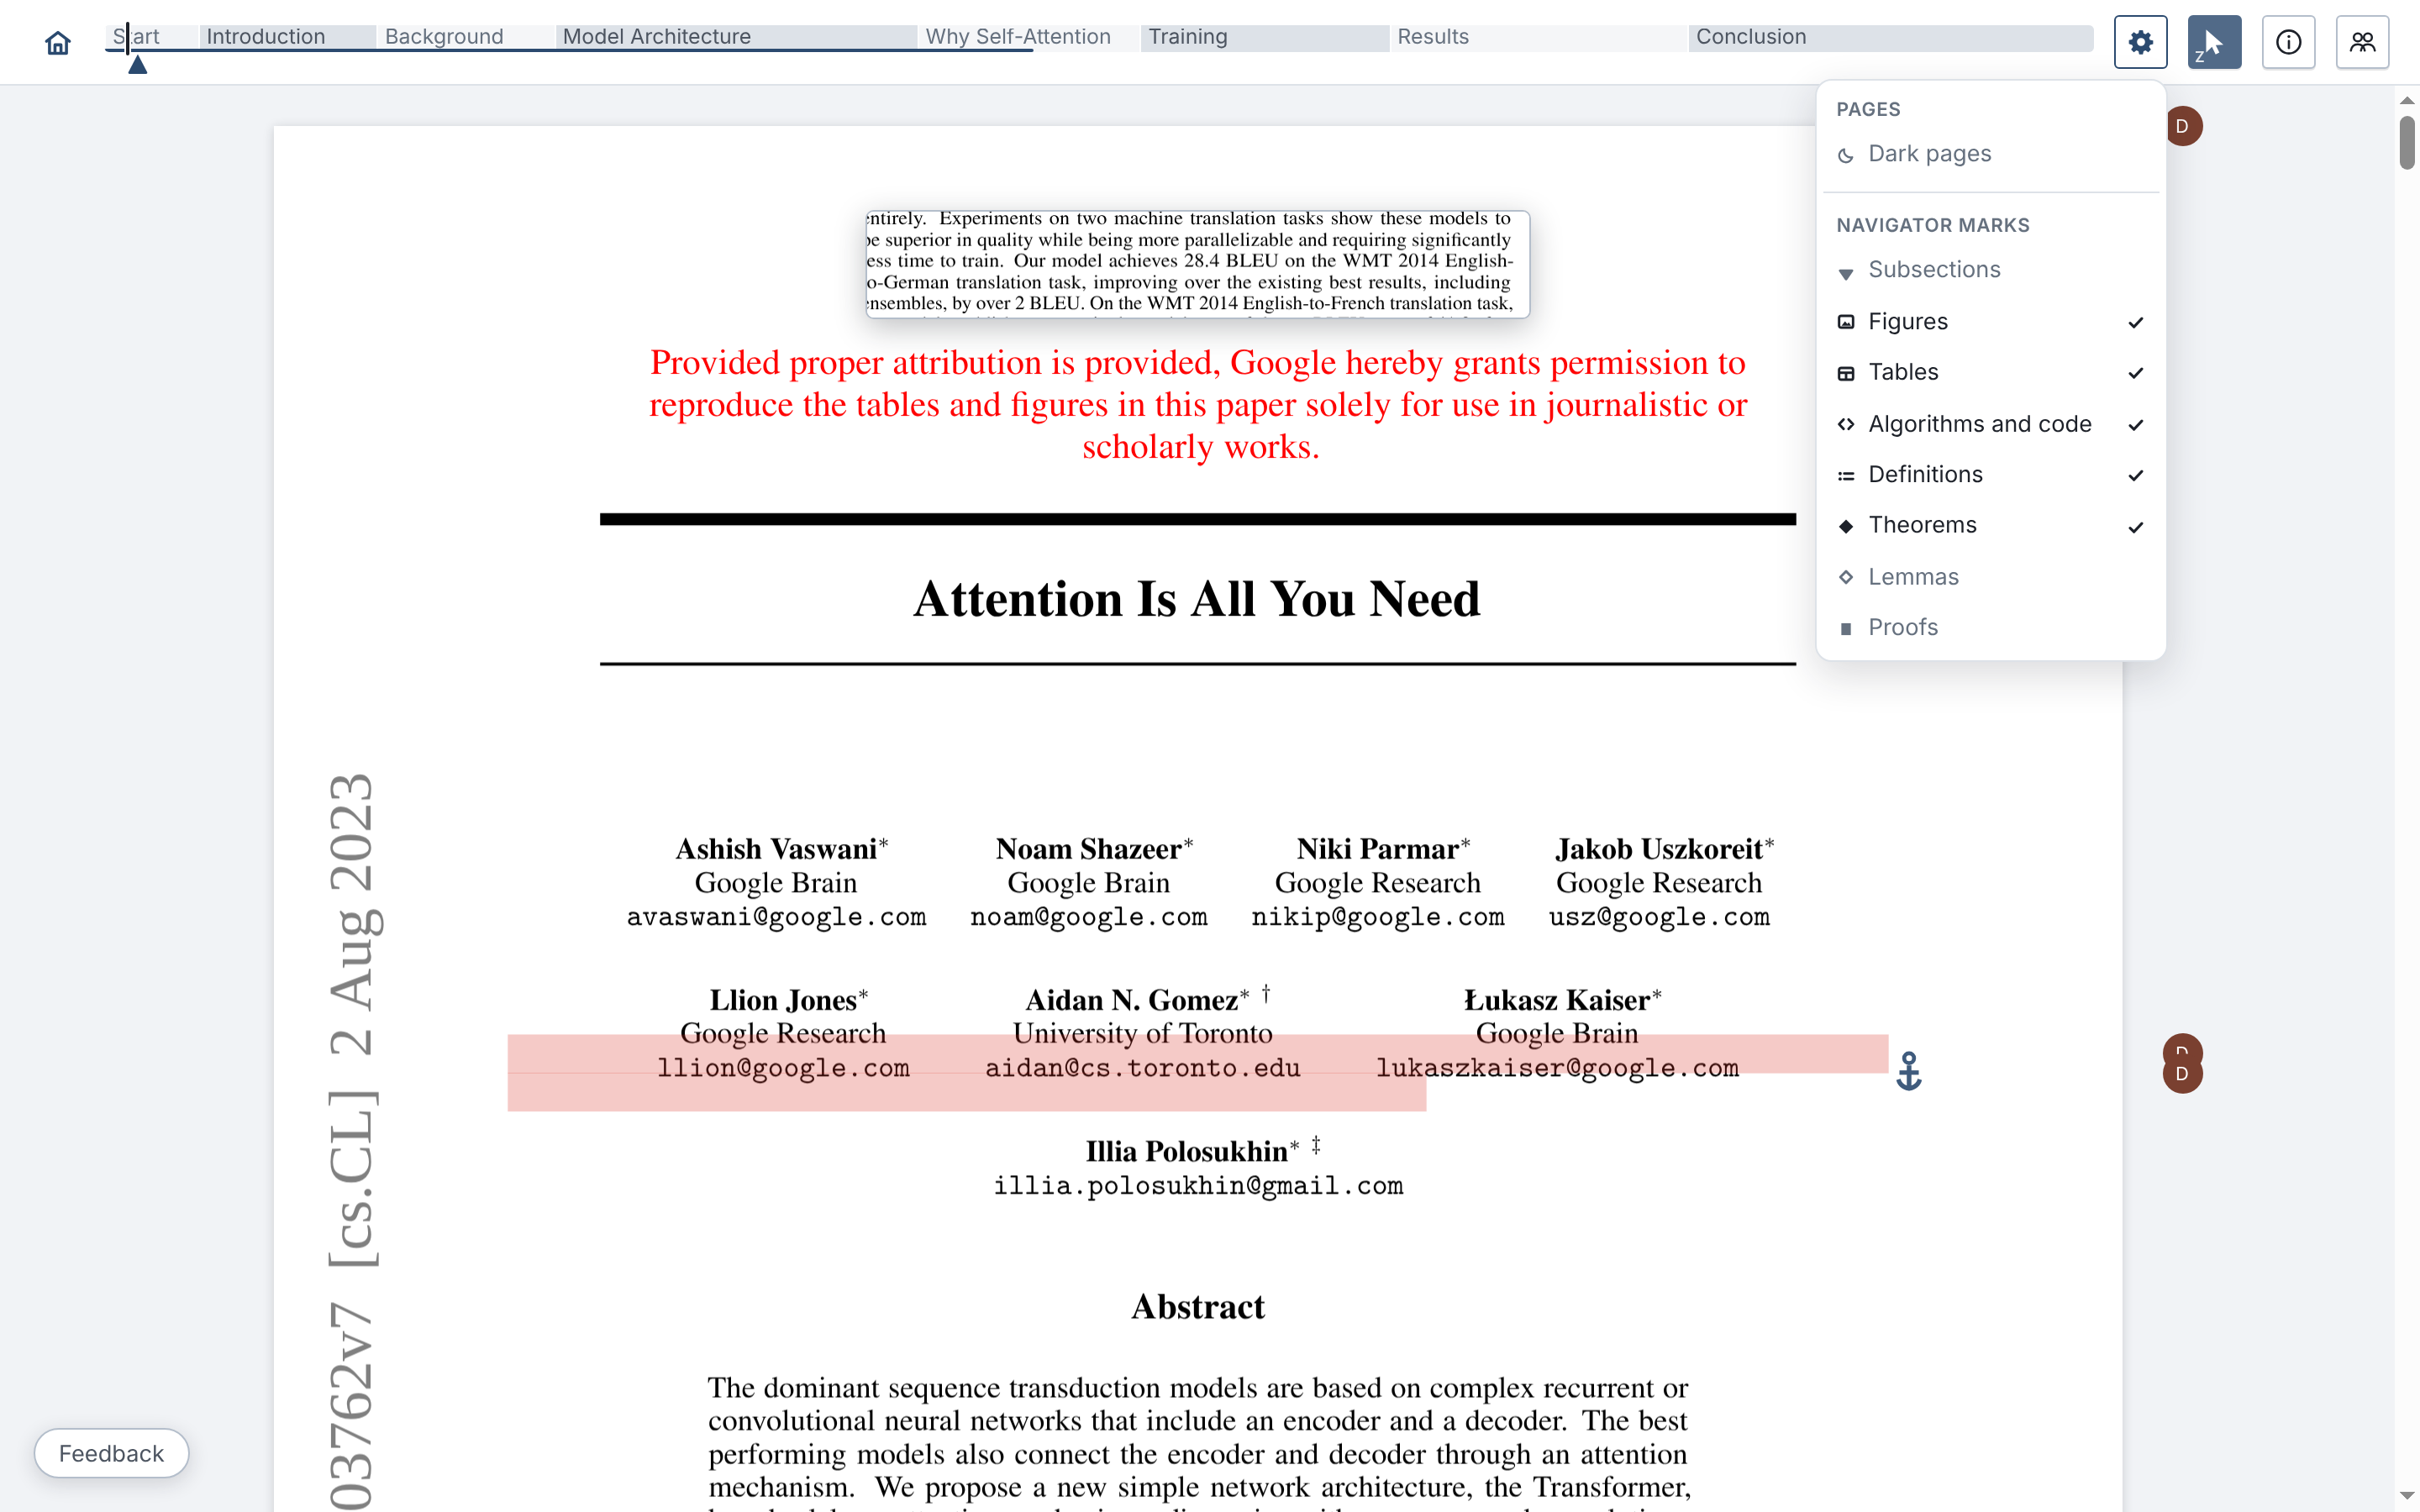 Start
Introduction
Background
Model Architecture
Why Self-Attention
Training
Results
Conclusion
Z
PAGES
Dark pages
NAVIGATOR MARKS
Subsections
Figures
Tables
Algorithms and code
Definitions
Theorems
Lemmas
Proofs
D
entirely. Experiments on two machine translation tasks show these models to
be superior in quality while being more parallelizable and requiring significantly
ess time to train. Our model achieves 28.4 BLEU on the WMT 2014 English-
o-German translation task, improving over the existing best results, including
ensembles, by over 2 BLEU. On the WMT 2014 English-to-French translation task,
Provided proper attribution is provided, Google hereby grants permission to
reproduce the tables and figures in this paper solely for use in journalistic or
scholarly works.
Attention Is All You Need
Ashish Vaswani* Noam Shazeer* Niki Parmar* Jakob Uszkoreit*
Google Brain Google Brain Google Research Google Research
avaswani@google.com noam@google.com nikip@google.com usz@google.com
Llion Jones* Aidan N. Gomez* † Łukasz Kaiser*
Google Research University of Toronto Google Brain
llion@google.com aidan@cs.toronto.edu lukaszkaiser@google.com
D
D
Illia Polosukhin* ‡
illia.polosukhin@gmail.com
03762v7 [cs.CL] 2 Aug 2023
Abstract
The dominant sequence transduction models are based on complex recurrent or
convolutional neural networks that include an encoder and a decoder. The best
performing models also connect the encoder and decoder through an attention
mechanism. We propose a new simple network architecture, the Transformer,
Feedback